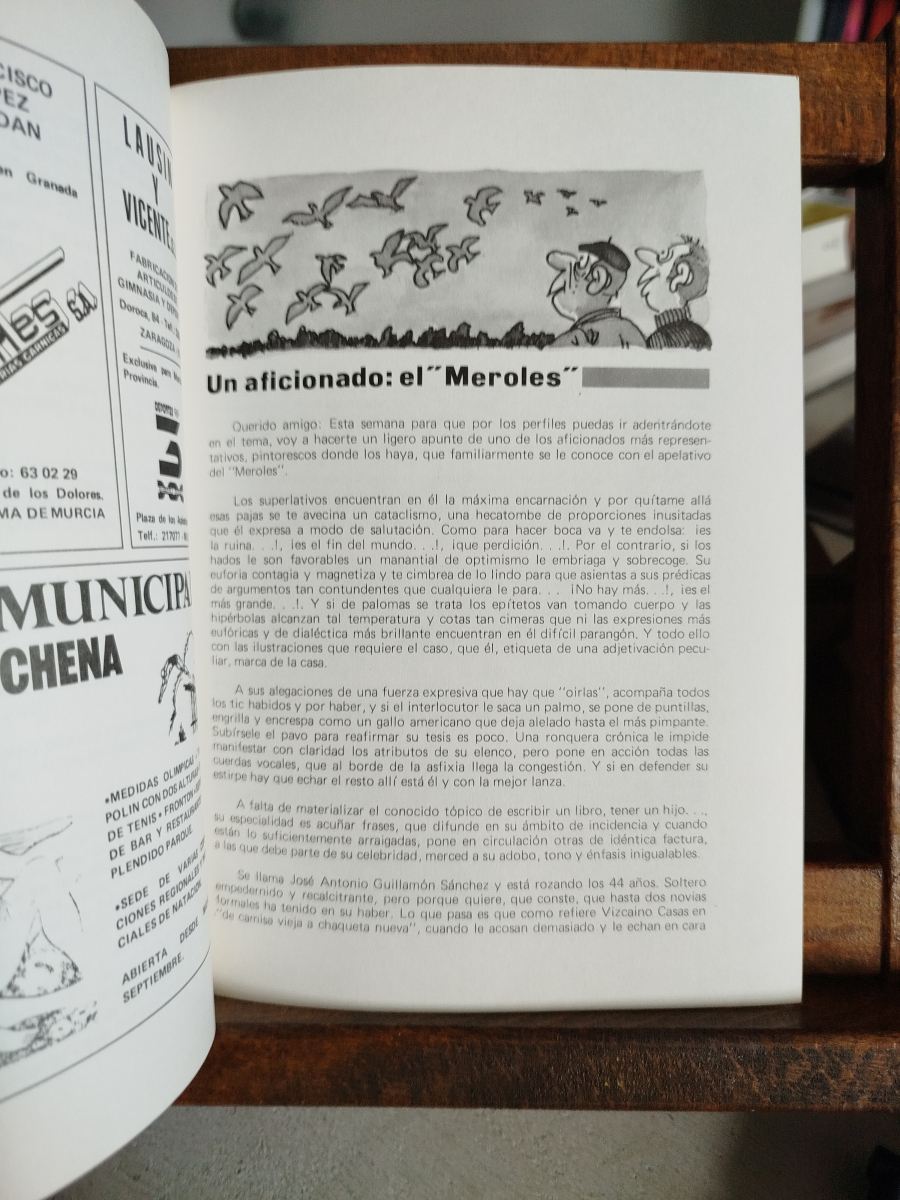 CISCO
PEZ
DAN
en Granada
les S.A.
RIAS CARNICAS
o: 63 02 29
de los Dolores.
MA DE MURCIA
LAUSIN
Y
VICENTE
FABRICACION
ARTICULOS
GIMNASIA Y
Doroca, 84 - Telf.
ZARAGOZA
Exclusiva para
Provincia.
DEPORTES
Plaza de los
Telf.: 217077
MUNICIPA
CHENA
•MEDIDAS OLIMPICAS
POLIN CON DOS ALTURAS
DE TENIS • FRONTON •
DE BAR Y RESTAURANTE
PLENDIDO PARQUE.
•SEDE DE VARIAS
CIONES REGIONALES
CIALES DE NATACION
ABIERTA DESDE
SEPTIEMBRE.
Un aficionado: el "Meroles"
Querido amigo: Esta semana para que por los perfiles puedas ir adentrándote
en el tema, voy a hacerte un ligero apunte de uno de los aficionados más represen-
tativos, pintorescos donde los haya, que familiarmente se le conoce con el apelativo
del "Meroles".
Los superlativos encuentran en él la máxima encarnación y por quítame allá
esas pajas se te avecina un cataclismo, una hecatombe de proporciones inusitadas
que él expresa a modo de salutación. Como para hacer boca va y te endolsa: ¡es
la ruina. . .!, ¡es el fin del mundo. . .!, ¡que perdición. . .!. Por el contrario, si los
hados le son favorables un manantial de optimismo le embriaga y sobrecoge. Su
euforia contagia y magnetiza y te cimbrea de lo lindo para que asientas a sus prédicas
de argumentos tan contundentes que cualquiera le para. . . ¡No hay más. . .!, ¡es el
más grande. . .!. Y si de palomas se trata los epítetos van tomando cuerpo y las
hipérbolas alcanzan tal temperatura y cotas tan cimeras que ni las expresiones más
eufóricas y de dialéctica más brillante encuentran en él difícil parangón. Y todo ello
con las ilustraciones que requiere el caso, que él, etiqueta de una adjetivación pecu-
liar, marca de la casa.
A sus alegaciones de una fuerza expresiva que hay que "oirlas", acompaña todos
los tic habidos y por haber, y si el interlocutor le saca un palmo, se pone de puntillas,
engrilla y encrespa como un gallo americano que deja alelado hasta el más pimpante.
Subírsele el pavo para reafirmar su tesis es poco. Una ronquera crónica le impide
manifestar con claridad los atributos de su elenco, pero pone en acción todas las
cuerdas vocales, que al borde de la asfixia llega la congestión. Y si en defender su
estirpe hay que echar el resto allí está él y con la mejor lanza.
A falta de materializar el conocido tópico de escribir un libro, tener un hijo. . .,
su especialidad es acuñar frases, que difunde en su ámbito de incidencia y cuando
están lo suficientemente arraigadas, pone en circulación otras de idéntica factura,
a las que debe parte de su celebridad, merced a su adobo, tono y énfasis inigualables.
Se llama José Antonio Guillamón Sánchez y está rozando los 44 años. Soltero
empedernido y recalcitrante, pero porque quiere, que conste, que hasta dos novias
formales ha tenido en su haber. Lo que pasa es que como refiere Vizcaino Casas en
"de camisa vieja a chaqueta nueva", cuando le acosan demasiado y le echan en cara